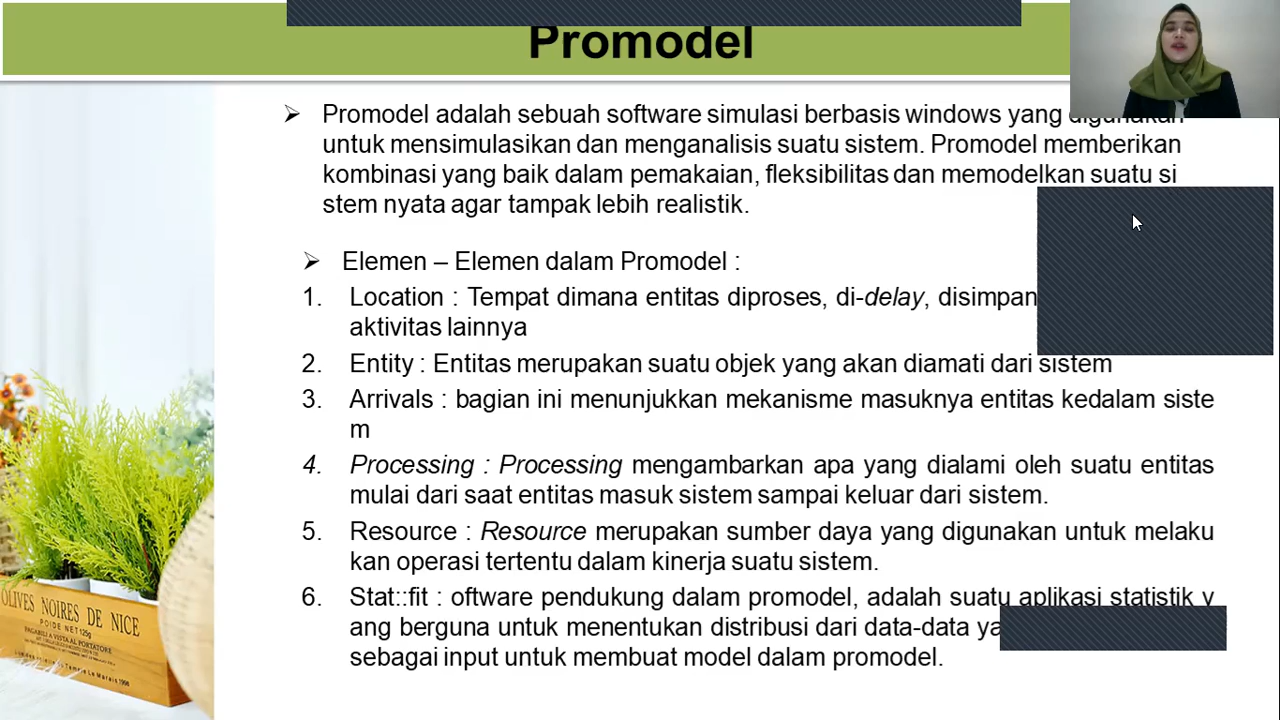 Promodel
➢ Promodel adalah sebuah software simulasi berbasis windows yang digunakan
untuk mensimulasikan dan menganalisis suatu sistem. Promodel memberikan
kombinasi yang baik dalam pemakaian, fleksibilitas dan memodelkan suatu si
stem nyata agar tampak lebih realistik.
➢ Elemen – Elemen dalam Promodel :
1. Location : Tempat dimana entitas diproses, di-delay, disimpan
aktivitas lainnya
2. Entity : Entitas merupakan suatu objek yang akan diamati dari sistem
3. Arrivals : bagian ini menunjukkan mekanisme masuknya entitas kedalam siste
m
4. Processing : Processing mengambarkan apa yang dialami oleh suatu entitas
mulai dari saat entitas masuk sistem sampai keluar dari sistem.
5. Resource : Resource merupakan sumber daya yang digunakan untuk melaku
kan operasi tertentu dalam kinerja suatu sistem.
6. Stat::fit : oftware pendukung dalam promodel, adalah suatu aplikasi statistik y
ang berguna untuk menentukan distribusi dari data-data
sebagai input untuk membuat model dalam promodel.
OLIVES NOIRES DE NICE
POIDE NET 125g